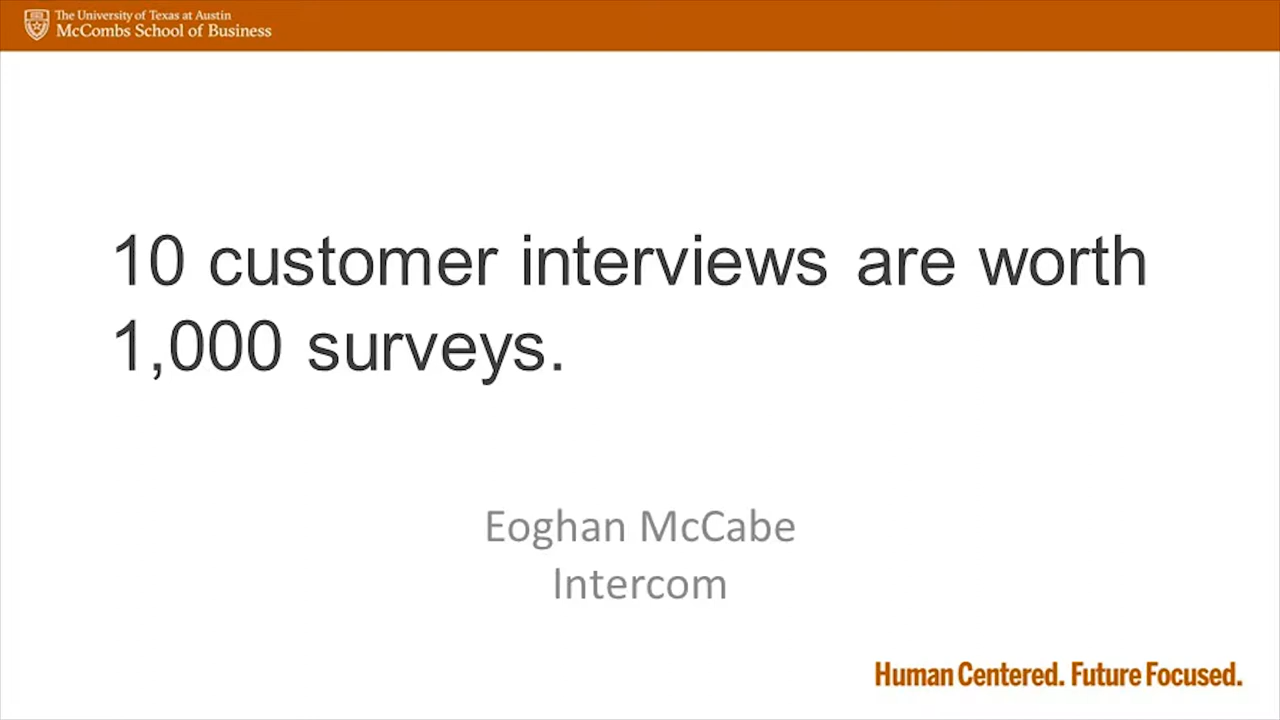 The University of Texas at Austin
McCombs School of Business
10 customer interviews are worth
1,000 surveys.
Eoghan McCabe
Intercom
Human Centered. Future Focused.